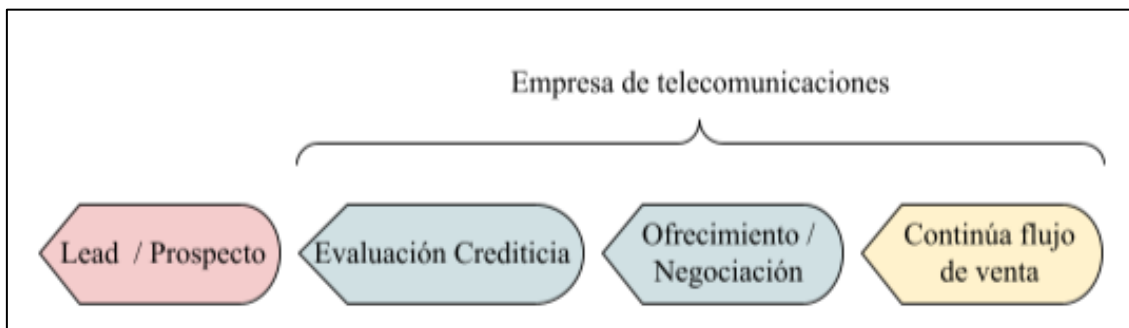 Empresa de telecomunicaciones
Lead / Prospecto
Evaluación Crediticia
Ofrecimiento /
Negociación
Continúa flujo
de venta